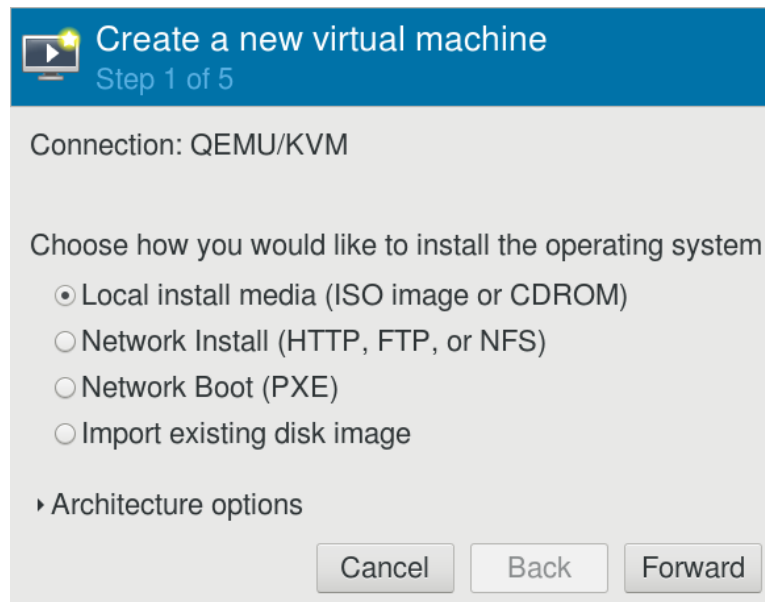 Create a new virtual machine
Step 1 of 5
Connection: QEMU/KVM
Choose how you would like to install the operating system
Local install media (ISO image or CDROM)
Network Install (HTTP, FTP, or NFS)
Network Boot (PXE)
Import existing disk image
Architecture options
Cancel Back Forward